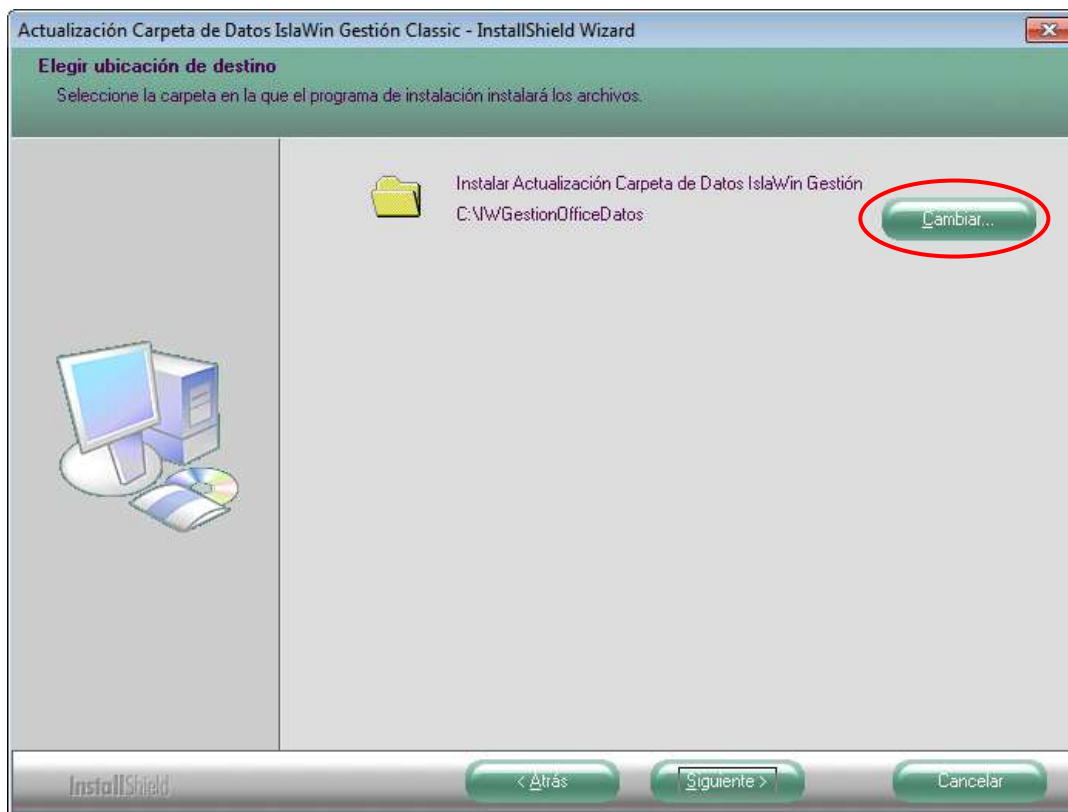 Actualización Carpeta de Datos IslaWin Gestión Classic - InstallShield Wizard
Elegir ubicación de destino
Seleccione la carpeta en la que el programa de instalación instalará los archivos.
Instalar Actualización Carpeta de Datos IslaWin Gestión
C:\IWGestionOfficeDatos
Cambiar...
InstallShield
< Atrás
Siguiente >
Cancelar